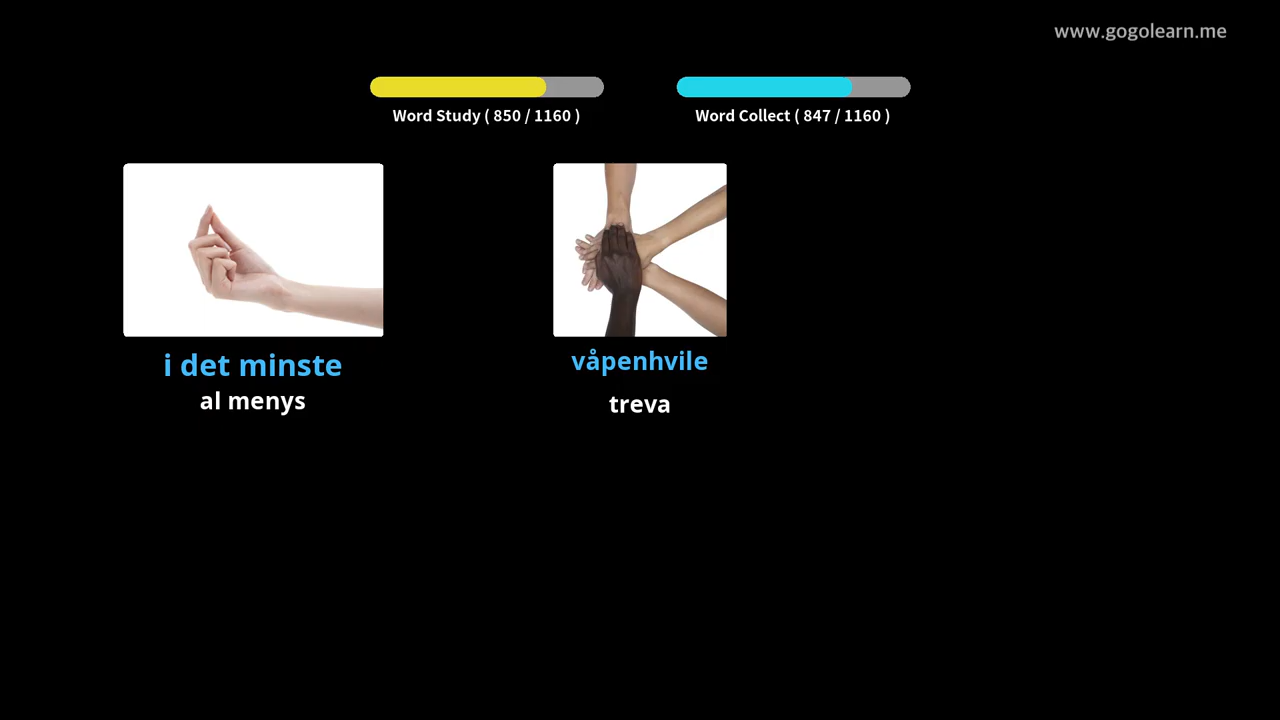 www.gogolearn.me
Word Study ( 850 / 1160 )
Word Collect ( 847 / 1160 )
i det minste
al menys
våpenhvile
treva